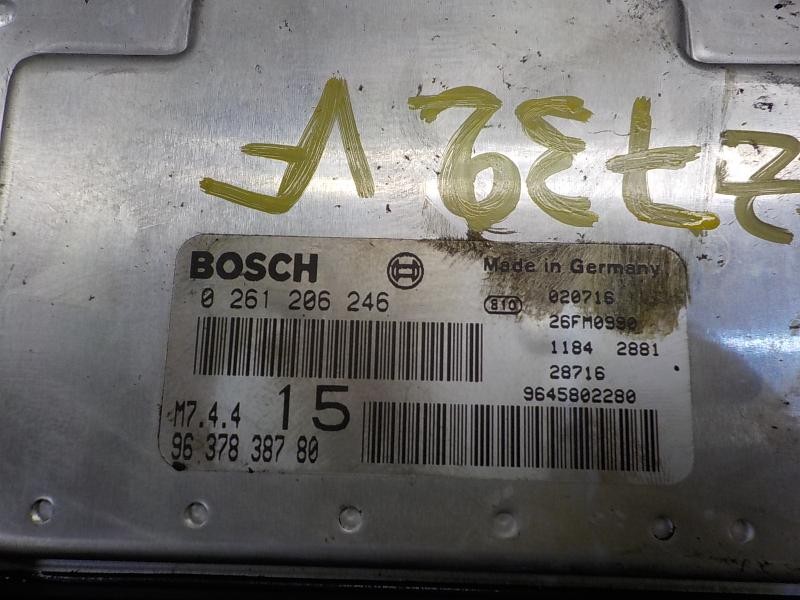 BOSCH
Made in Germany
0 261 206 246
810
020716
26FM0990
1184 2881
28716
9645802280
M7.4.4
15
96 378 387 80